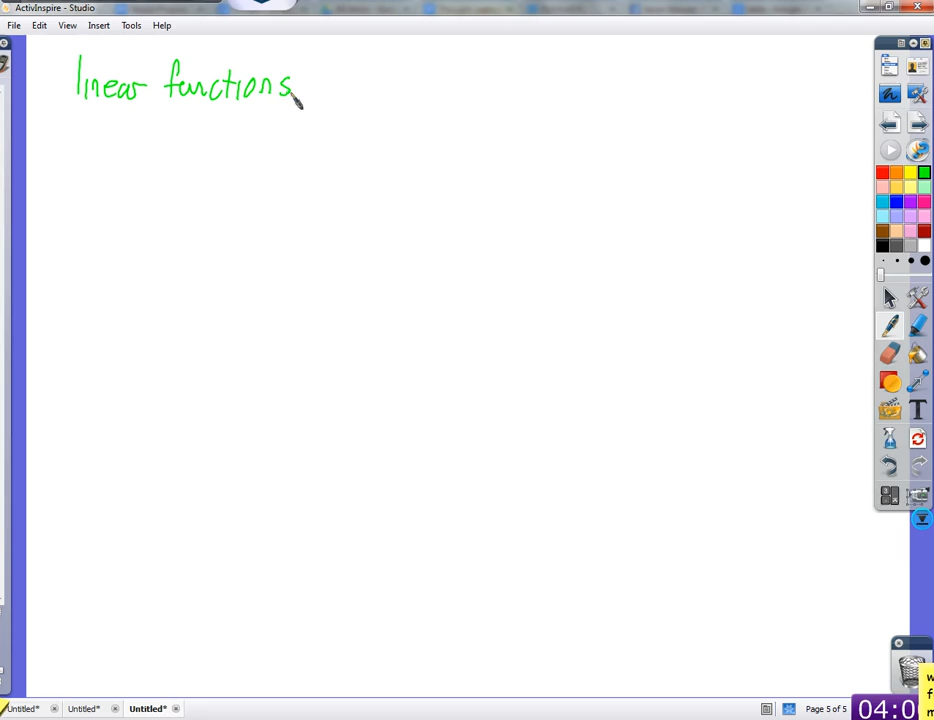 ActivInspire - Studio
File Edit View Insert Tools Help
linear functions
T
Untitled* Untitled* Untitled* Page 5 of 5
04:0
w
f
m